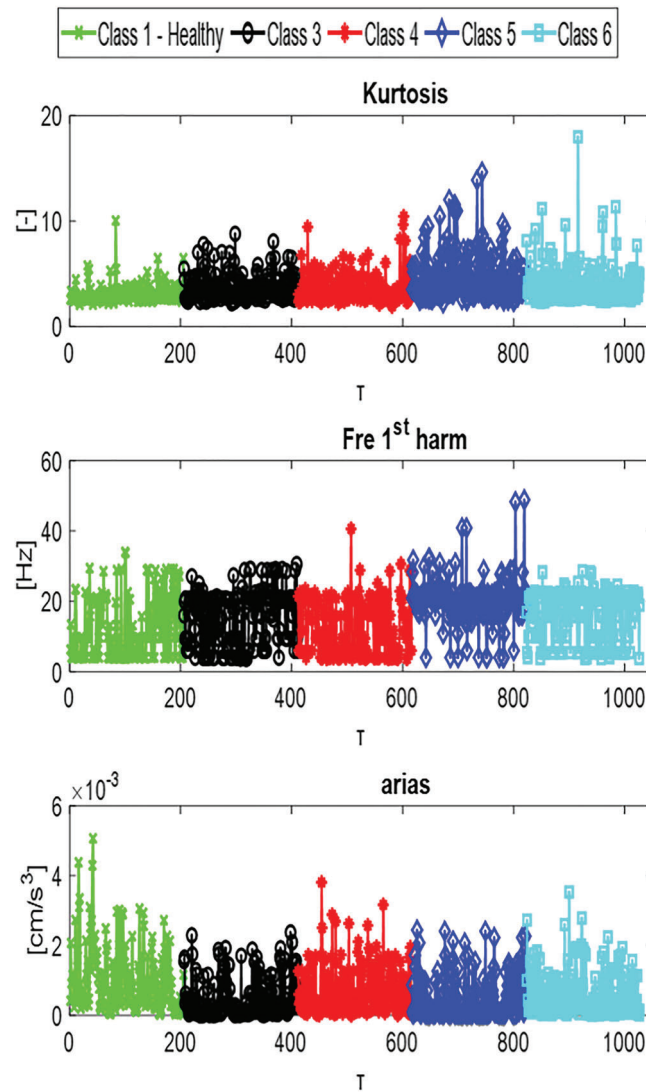 Class 1 - Healthy Class 3 Class 4 Class 5 Class 6
Kurtosis
20
10
0
[-]
0 200 400 600 800 1000
T
Fre 1st harm
60
40
20
0
[Hz]
0 200 400 600 800 1000
T
arias
×10-3
6
4
2
0
[cm/s3]
0 200 400 600 800 1000
T